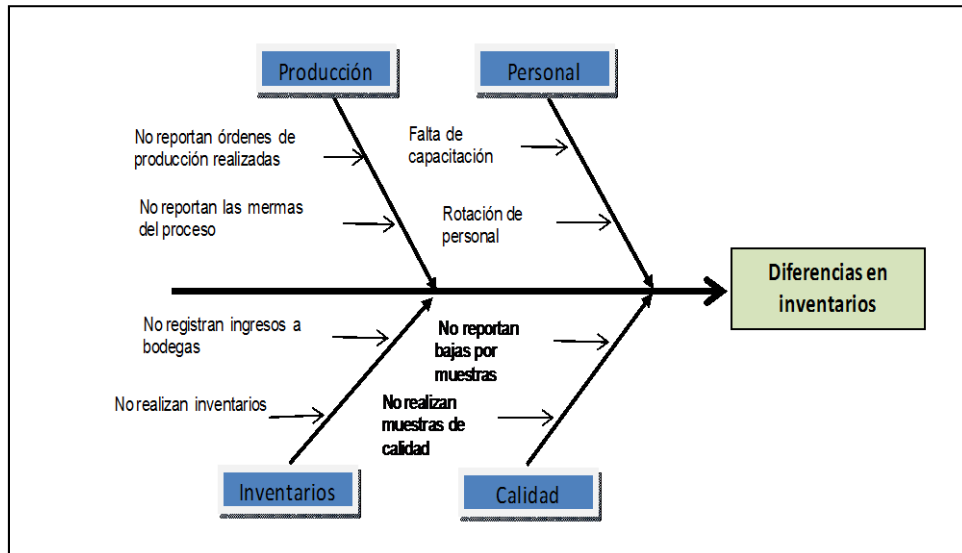 Producción
Personal
No reportan órdenes de
producción realizadas
Falta de
capacitación
No reportan las mermas
del proceso
Rotación de
personal
Diferencias en
inventarios
No registran ingresos a
bodegas
No reportan
bajas por
muestras
No realizan inventarios
No realizan
muestras de
calidad
Inventarios
Calidad